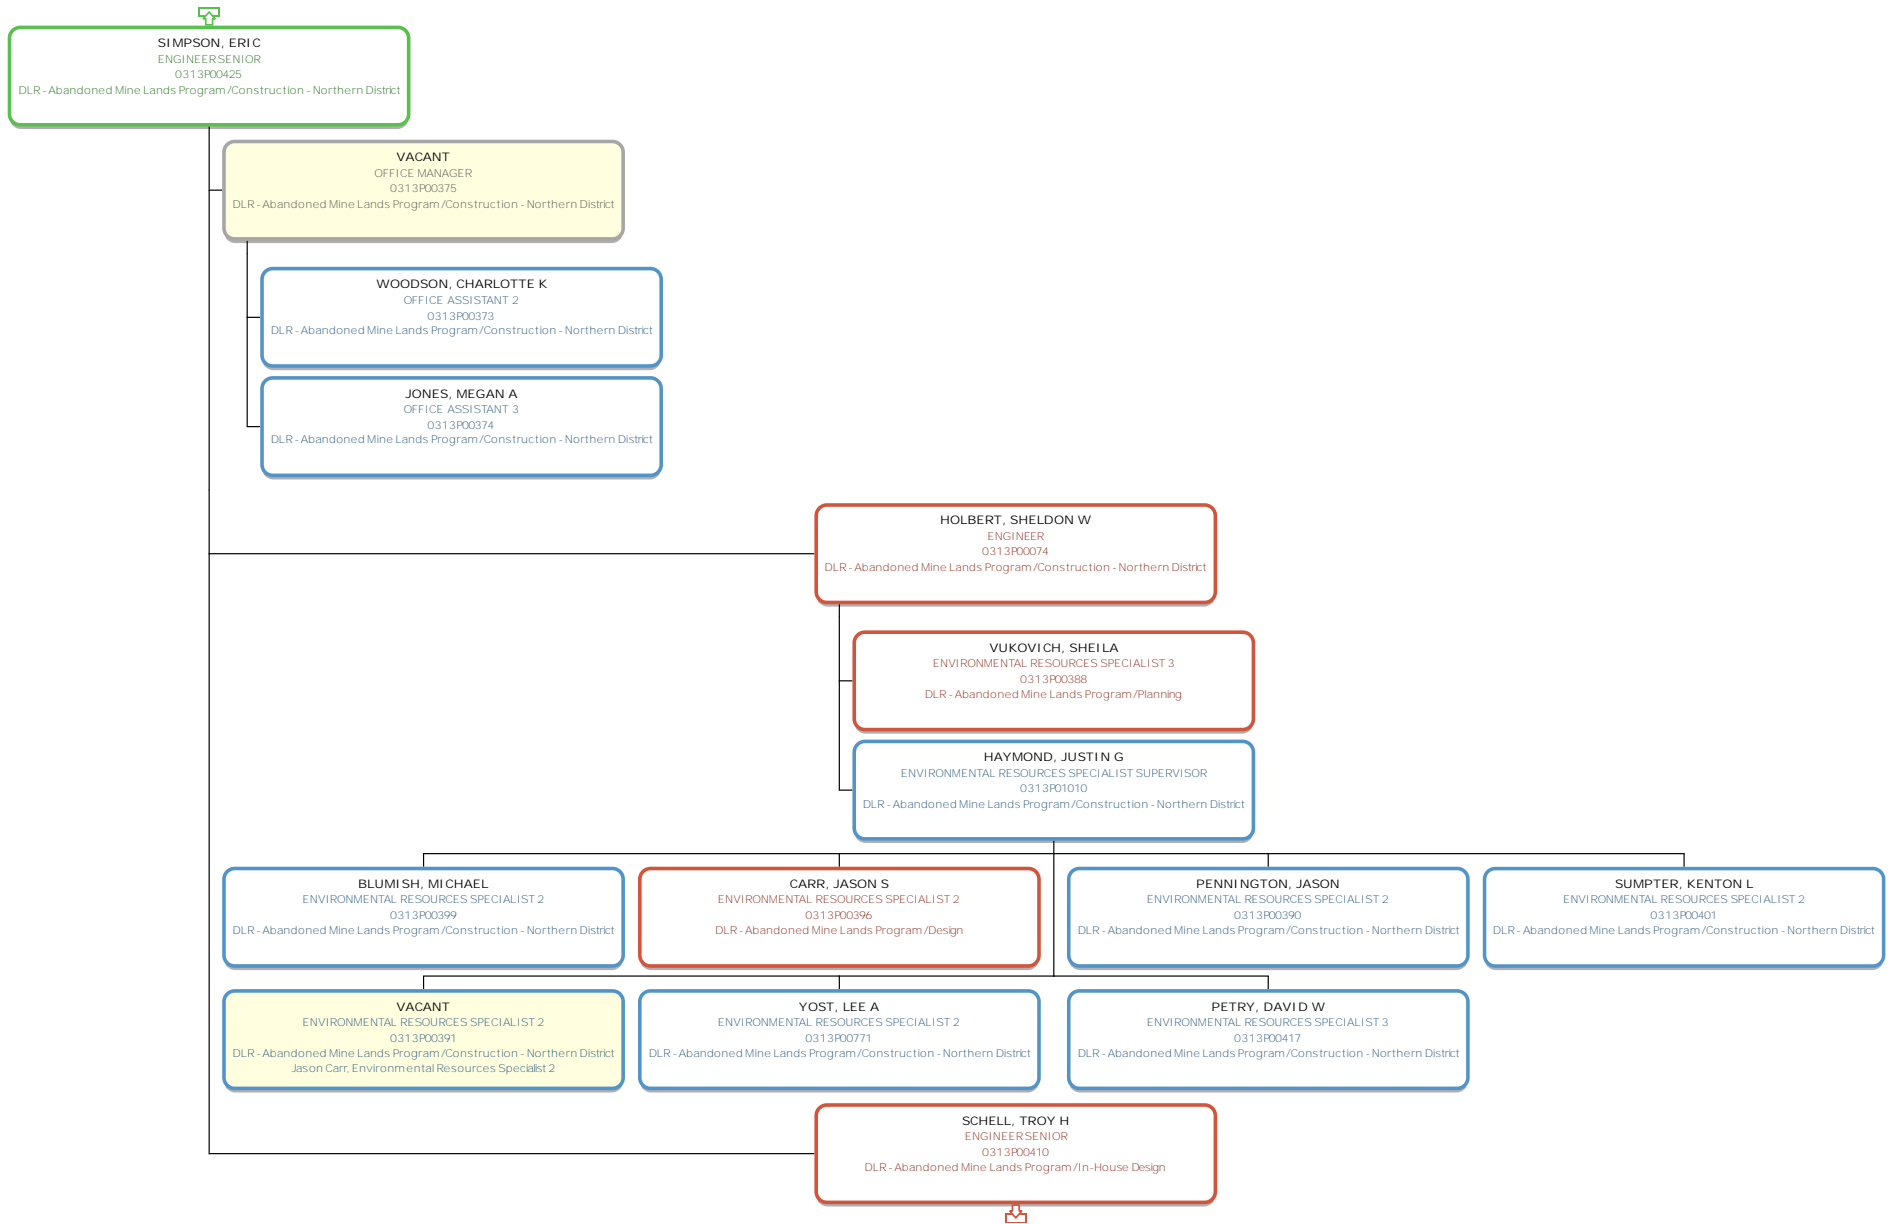 SIMPSON, ERIC
ENGINEER SENIOR
0313P00425
DLR - Abandoned Mine Lands Program/Construction - Northern District
VACANT
OFFICE MANAGER
0313P00375
DLR - Abandoned Mine Lands Program/Construction - Northern District
WOODSON, CHARLOTTE K
OFFICE ASSISTANT 2
0313P00373
DLR - Abandoned Mine Lands Program/Construction - Northern District
JONES, MEGAN A
OFFICE ASSISTANT 3
0313P00374
DLR - Abandoned Mine Lands Program/Construction - Northern District
HOLBERT, SHELDON W
ENGINEER
0313P00074
DLR - Abandoned Mine Lands Program/Construction - Northern District
VUKOVICH, SHEILA
ENVIRONMENTAL RESOURCES SPECIALIST 3
0313P00388
DLR - Abandoned Mine Lands Program/Planning
HAYMOND, JUSTIN G
ENVIRONMENTAL RESOURCES SPECIALIST SUPERVISOR
0313P01010
DLR - Abandoned Mine Lands Program/Construction - Northern District
BLUMISH, MICHAEL
ENVIRONMENTAL RESOURCES SPECIALIST 2
0313P00399
DLR - Abandoned Mine Lands Program/Construction - Northern District
CARR, JASON S
ENVIRONMENTAL RESOURCES SPECIALIST 2
0313P00396
DLR - Abandoned Mine Lands Program/Design
PENNINGTON, JASON
ENVIRONMENTAL RESOURCES SPECIALIST 2
0313P00390
DLR - Abandoned Mine Lands Program/Construction - Northern District
SUMPTER, KENTON L
ENVIRONMENTAL RESOURCES SPECIALIST 2
0313P00401
DLR - Abandoned Mine Lands Program/Construction - Northern District
VACANT
ENVIRONMENTAL RESOURCES SPECIALIST 2
0313P00391
DLR - Abandoned Mine Lands Program/Construction - Northern District
Jason Carr, Environmental Resources Specialist 2
YOST, LEE A
ENVIRONMENTAL RESOURCES SPECIALIST 2
0313P00771
DLR - Abandoned Mine Lands Program/Construction - Northern District
PETRY, DAVID W
ENVIRONMENTAL RESOURCES SPECIALIST 3
0313P00417
DLR - Abandoned Mine Lands Program/Construction - Northern District
SCHELL, TROY H
ENGINEER SENIOR
0313P00410
DLR - Abandoned Mine Lands Program/In-House Design